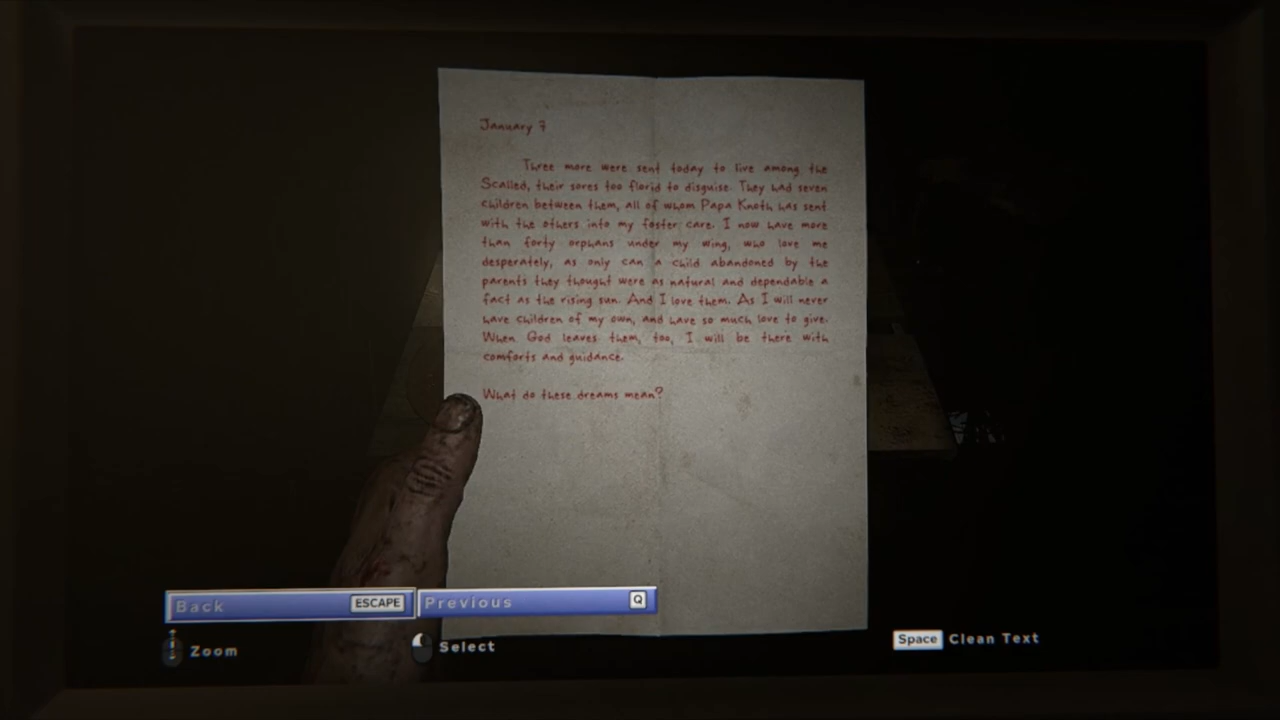 January 7
Three more were sent today to live among the
Scalled, their sores too florid to disguise. They had seven
children between them, all of whom Papa Knoth has sent
with the others into my foster care. I now have more
than forty orphans under my wing, who love me
desperately, as only can a child abandoned by the
parents they thought were as natural and dependable a
fact as the rising sun. And I love them. As I will never
have children of my own, and have so much love to give.
When God leaves them, too, I will be there with
comforts and guidance.
What do these dreams mean?
Back ESCAPE Previous Q
Zoom Select Space Clean Text